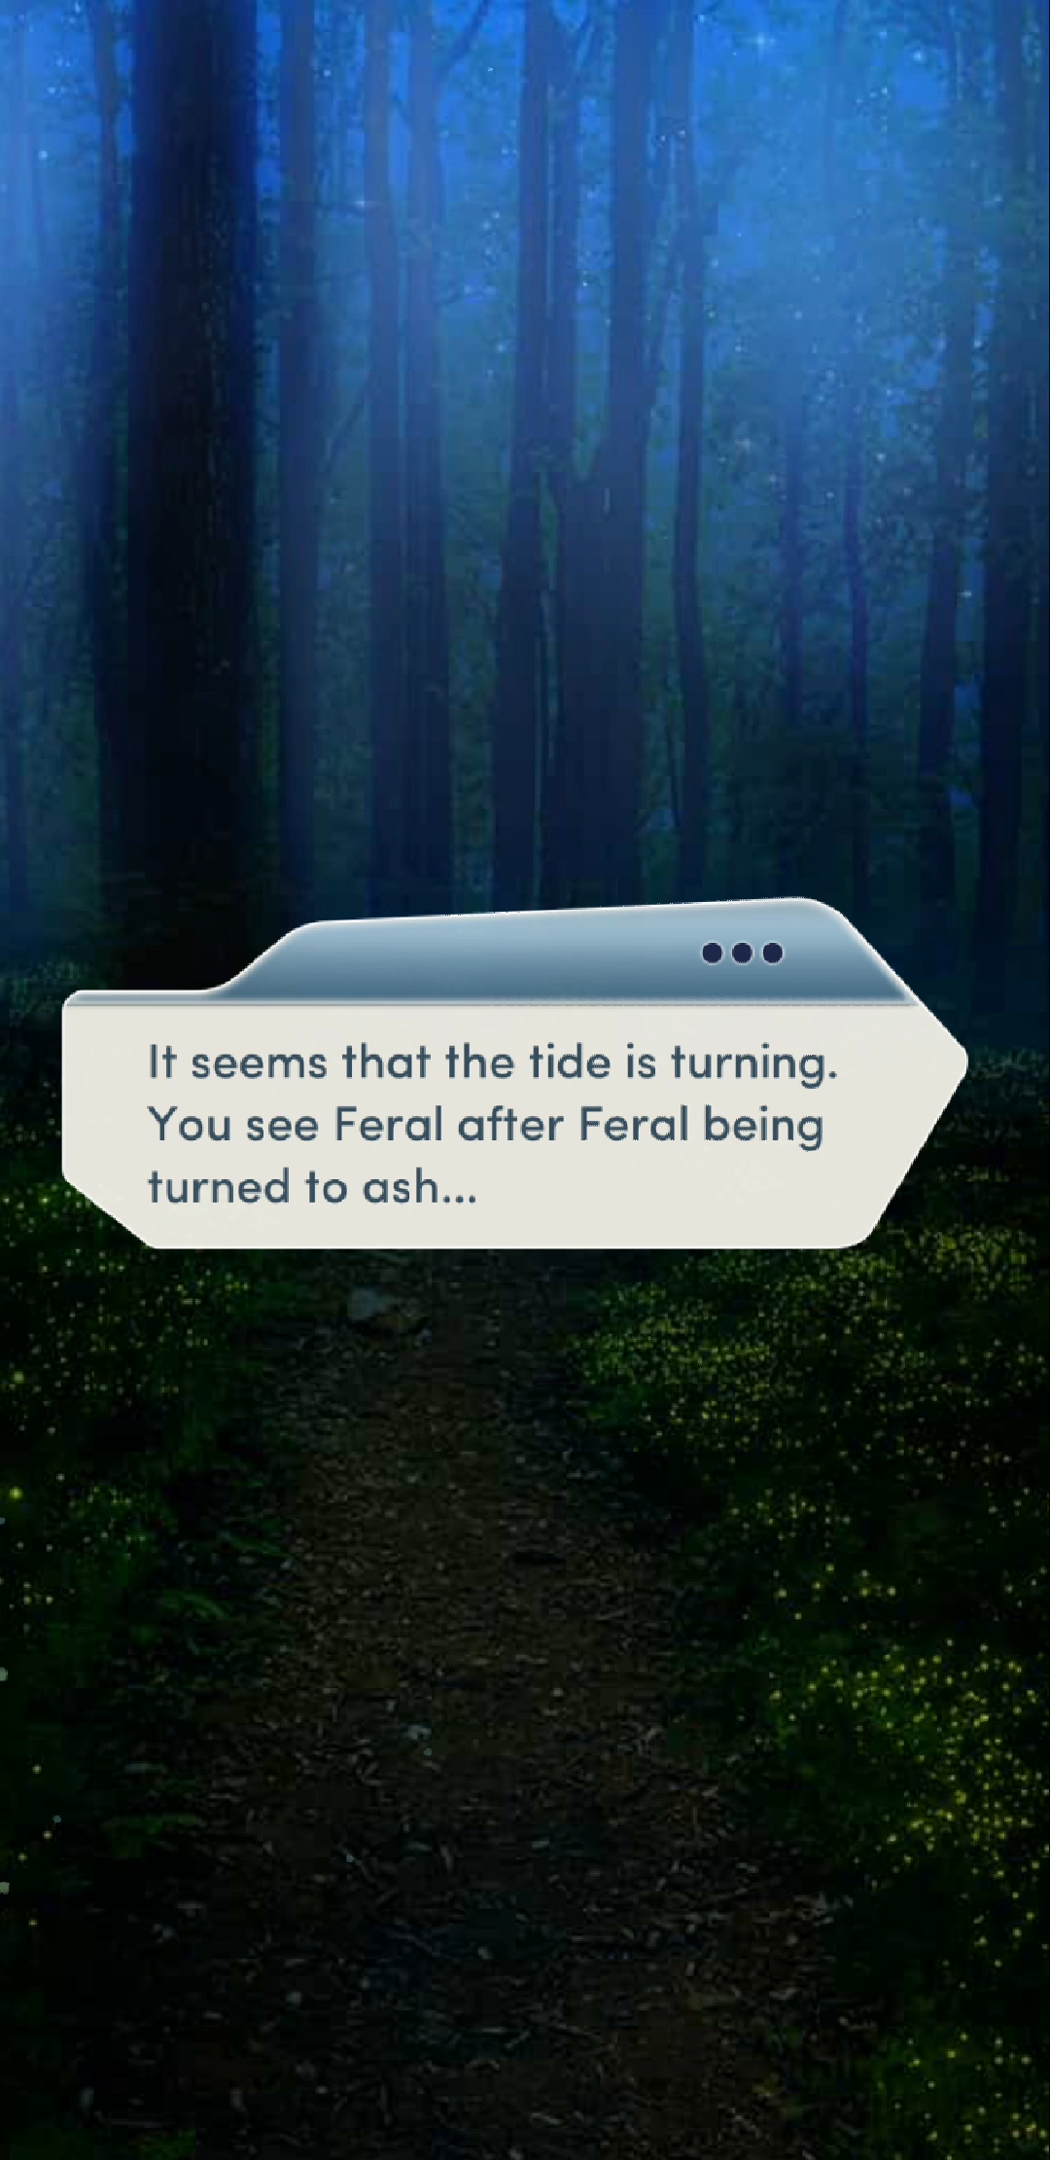 It seems that the tide is turning.
You see Feral after Feral being
turned to ash...